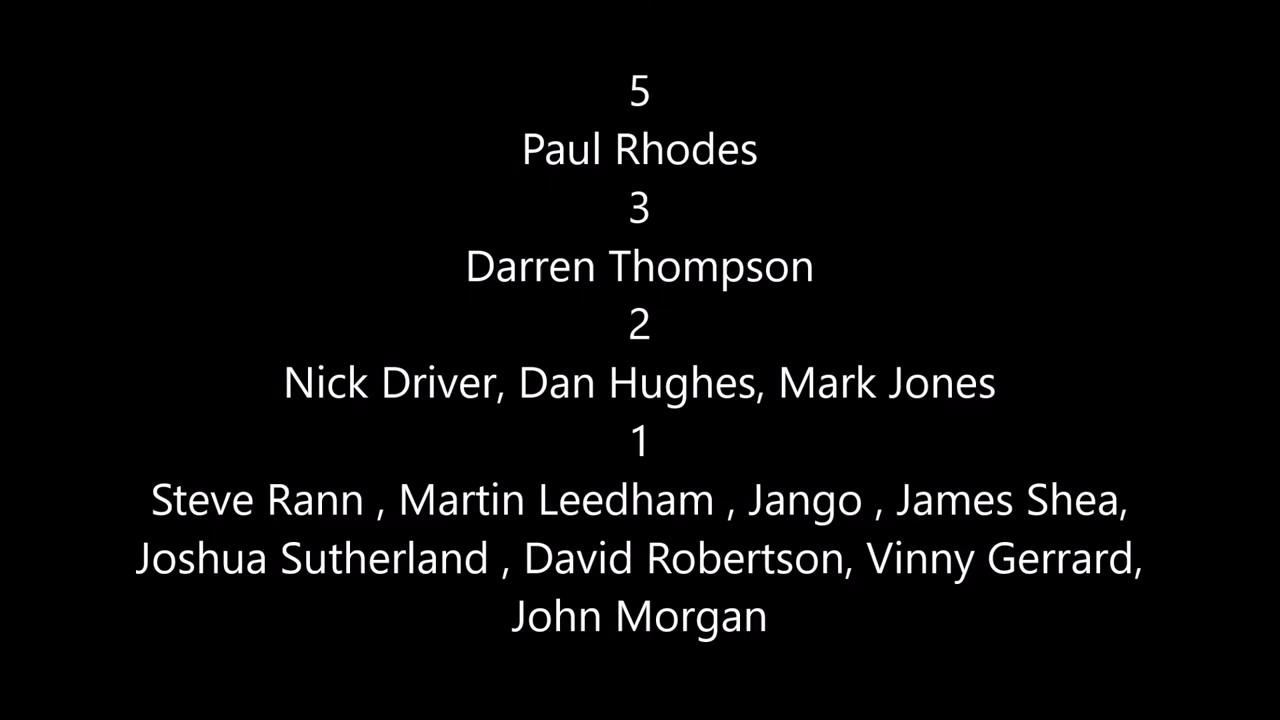 5
Paul Rhodes
3
Darren Thompson
2
Nick Driver, Dan Hughes, Mark Jones
1
Steve Rann , Martin Leedham , Jango , James Shea,
Joshua Sutherland , David Robertson, Vinny Gerrard,
John Morgan